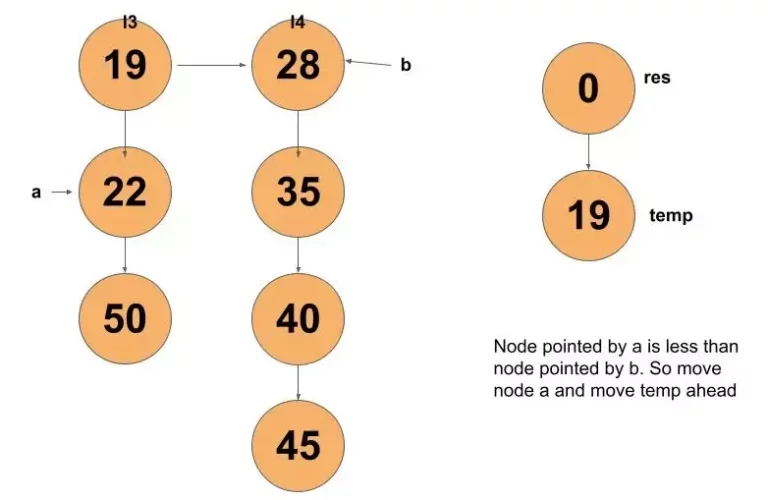 l3 l4
19 28 b
a 22 35
50 40
45
0 res
19 temp
Node pointed by a is less than
node pointed by b. So move
node a and move temp ahead